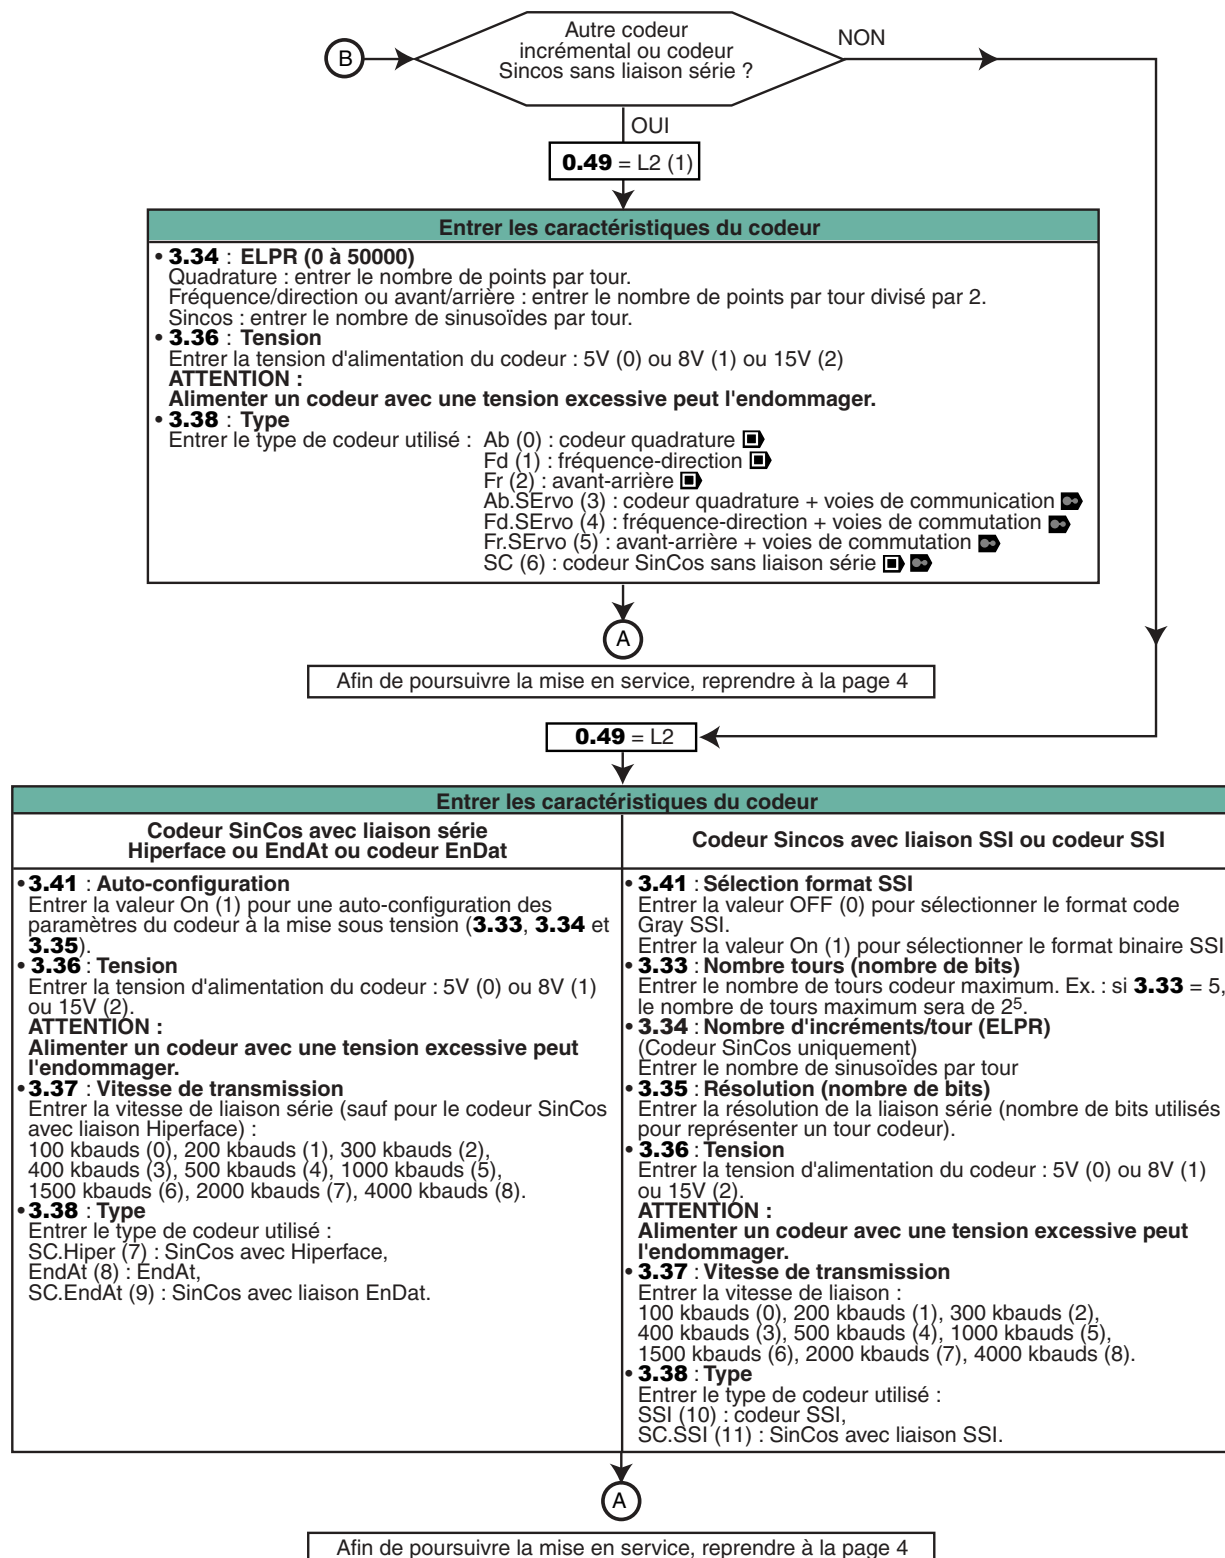 B
Autre codeur
incrémental ou codeur
Sincos sans liaison série ?
NON
OUI
0.49 = L2 (1)
Entrer les caractéristiques du codeur
• 3.34 : ELPR (0 à 50000)
Quadrature : entrer le nombre de points par tour.
Fréquence/direction ou avant/arrière : entrer le nombre de points par tour divisé par 2.
Sincos : entrer le nombre de sinusoïdes par tour.
• 3.36 : Tension
Entrer la tension d'alimentation du codeur : 5V (0) ou 8V (1) ou 15V (2)
ATTENTION :
Alimenter un codeur avec une tension excessive peut l'endommager.
• 3.38 : Type
Entrer le type de codeur utilisé : Ab (0) : codeur quadrature
Fd (1) : fréquence-direction
Fr (2) : avant-arrière
Ab.SErvo (3) : codeur quadrature + voies de communication
Fd.SErvo (4) : fréquence-direction + voies de commutation
Fr.SErvo (5) : avant-arrière + voies de commutation
SC (6) : codeur SinCos sans liaison série
A
Afin de poursuivre la mise en service, reprendre à la page 4
0.49 = L2
Entrer les caractéristiques du codeur
Codeur SinCos avec liaison série
Hiperface ou EndAt ou codeur EnDat
• 3.41 : Auto-configuration
Entrer la valeur On (1) pour une auto-configuration des
paramètres du codeur à la mise sous tension (3.33, 3.34 et
3.35).
• 3.36 : Tension
Entrer la tension d'alimentation du codeur : 5V (0) ou 8V (1)
ou 15V (2).
ATTENTION :
Alimenter un codeur avec une tension excessive peut
l'endommager.
• 3.37 : Vitesse de transmission
Entrer la vitesse de liaison série (sauf pour le codeur SinCos
avec liaison Hiperface) :
100 kbauds (0), 200 kbauds (1), 300 kbauds (2),
400 kbauds (3), 500 kbauds (4), 1000 kbauds (5),
1500 kbauds (6), 2000 kbauds (7), 4000 kbauds (8).
• 3.38 : Type
Entrer le type de codeur utilisé :
SC.Hiper (7) : SinCos avec Hiperface,
EndAt (8) : EndAt,
SC.EndAt (9) : SinCos avec liaison EnDat.
Codeur Sincos avec liaison SSI ou codeur SSI
• 3.41 : Sélection format SSI
Entrer la valeur OFF (0) pour sélectionner le format code
Gray SSI.
Entrer la valeur On (1) pour sélectionner le format binaire SSI
• 3.33 : Nombre tours (nombre de bits)
Entrer le nombre de tours codeur maximum. Ex. : si 3.33 = 5,
le nombre de tours maximum sera de 2⁵.
• 3.34 : Nombre d'incréments/tour (ELPR)
(Codeur SinCos uniquement)
Entrer le nombre de sinusoïdes par tour
• 3.35 : Résolution (nombre de bits)
Entrer la résolution de la liaison série (nombre de bits utilisés
pour représenter un tour codeur).
• 3.36 : Tension
Entrer la tension d'alimentation du codeur : 5V (0) ou 8V (1)
ou 15V (2).
ATTENTION :
Alimenter un codeur avec une tension excessive peut
l'endommager.
• 3.37 : Vitesse de transmission
Entrer la vitesse de liaison :
100 kbauds (0), 200 kbauds (1), 300 kbauds (2),
400 kbauds (3), 500 kbauds (4), 1000 kbauds (5),
1500 kbauds (6), 2000 kbauds (7), 4000 kbauds (8).
• 3.38 : Type
Entrer le type de codeur utilisé :
SSI (10) : codeur SSI,
SC.SSI (11) : SinCos avec liaison SSI.
A
Afin de poursuivre la mise en service, reprendre à la page 4